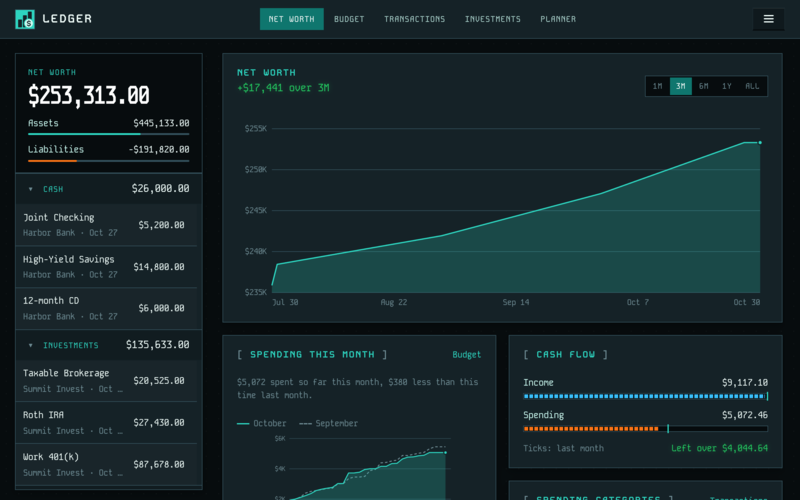 LEDGER
NET WORTH
BUDGET
TRANSACTIONS
INVESTMENTS
PLANNER
NET WORTH
$253,313.00
Assets $445,133.00
Liabilities -$191,820.00
▼ CASH $26,000.00
Joint Checking
Harbor Bank · Oct 27
$5,200.00
High-Yield Savings
Harbor Bank · Oct 27
$14,800.00
12-month CD
Harbor Bank · Oct 27
$6,000.00
▼ INVESTMENTS $135,633.00
Taxable Brokerage
Summit Invest · Oct …
$20,525.00
Roth IRA
Summit Invest · Oct …
$27,430.00
Work 401(k)
Summit Invest · Oct …
$87,678.00
NET WORTH
+$17,441 over 3M
1M 3M 6M 1Y ALL
$255K
$250K
$245K
$240K
$235K
Jul 30 Aug 22 Sep 14 Oct 7 Oct 30
[ SPENDING THIS MONTH ] Budget
$5,072 spent so far this month, $380 less than this
time last month.
October September
$6K
$4K
$2K
[ CASH FLOW ]
Income $9,117.10
Spending $5,072.46
Ticks: last month Left over $4,044.64
[ SPENDING CATEGORIES ] Transactions